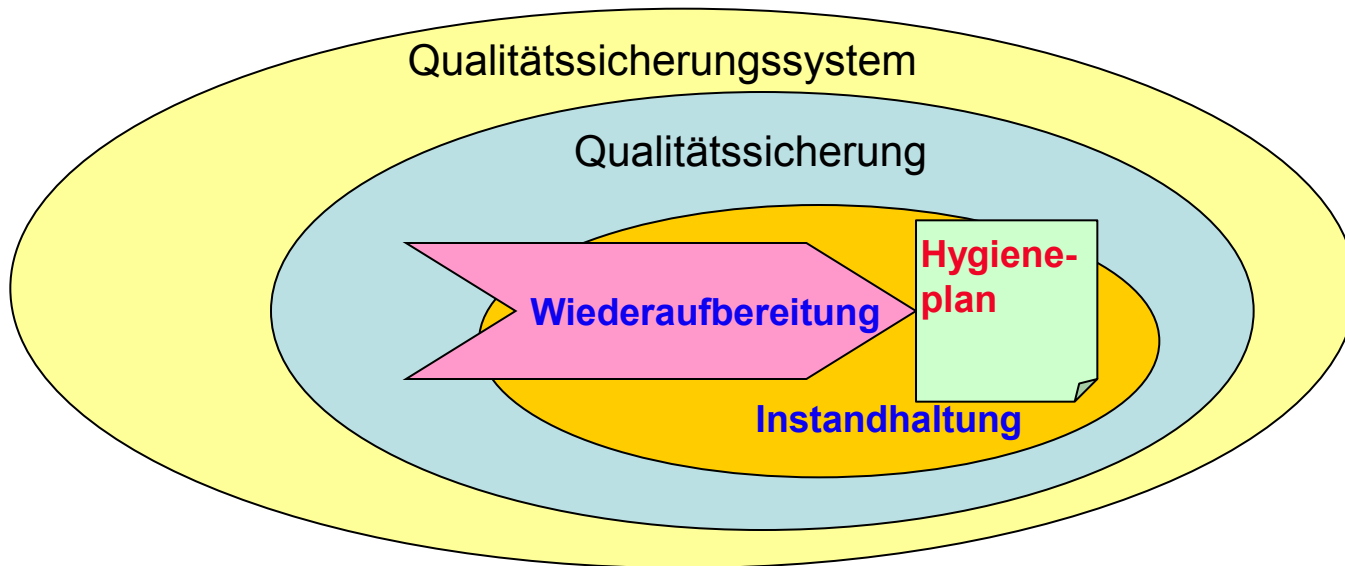 Qualitätssicherungssystem
Qualitätssicherung
Hygiene-
plan
Wiederaufbereitung
Instandhaltung